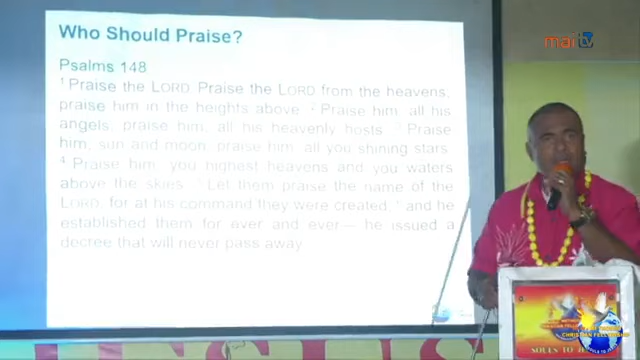 Who Should Praise?
Psalms 148
1 Praise the LORD. Praise the LORD from the heavens,
praise him in the heights above. 2 Praise him, all his
angels, praise him, all his heavenly hosts. 3 Praise
him, sun and moon, praise him, all you shining stars.
4 Praise him, you highest heavens and you waters
above the skies. 5 Let them praise the name of the
LORD, for at his command they were created, 6 and he
established them for ever and ever— he issued a
decree that will never pass away.
mai tv
CHRISTIAN FELLOWSHIP
SOULS TO JE